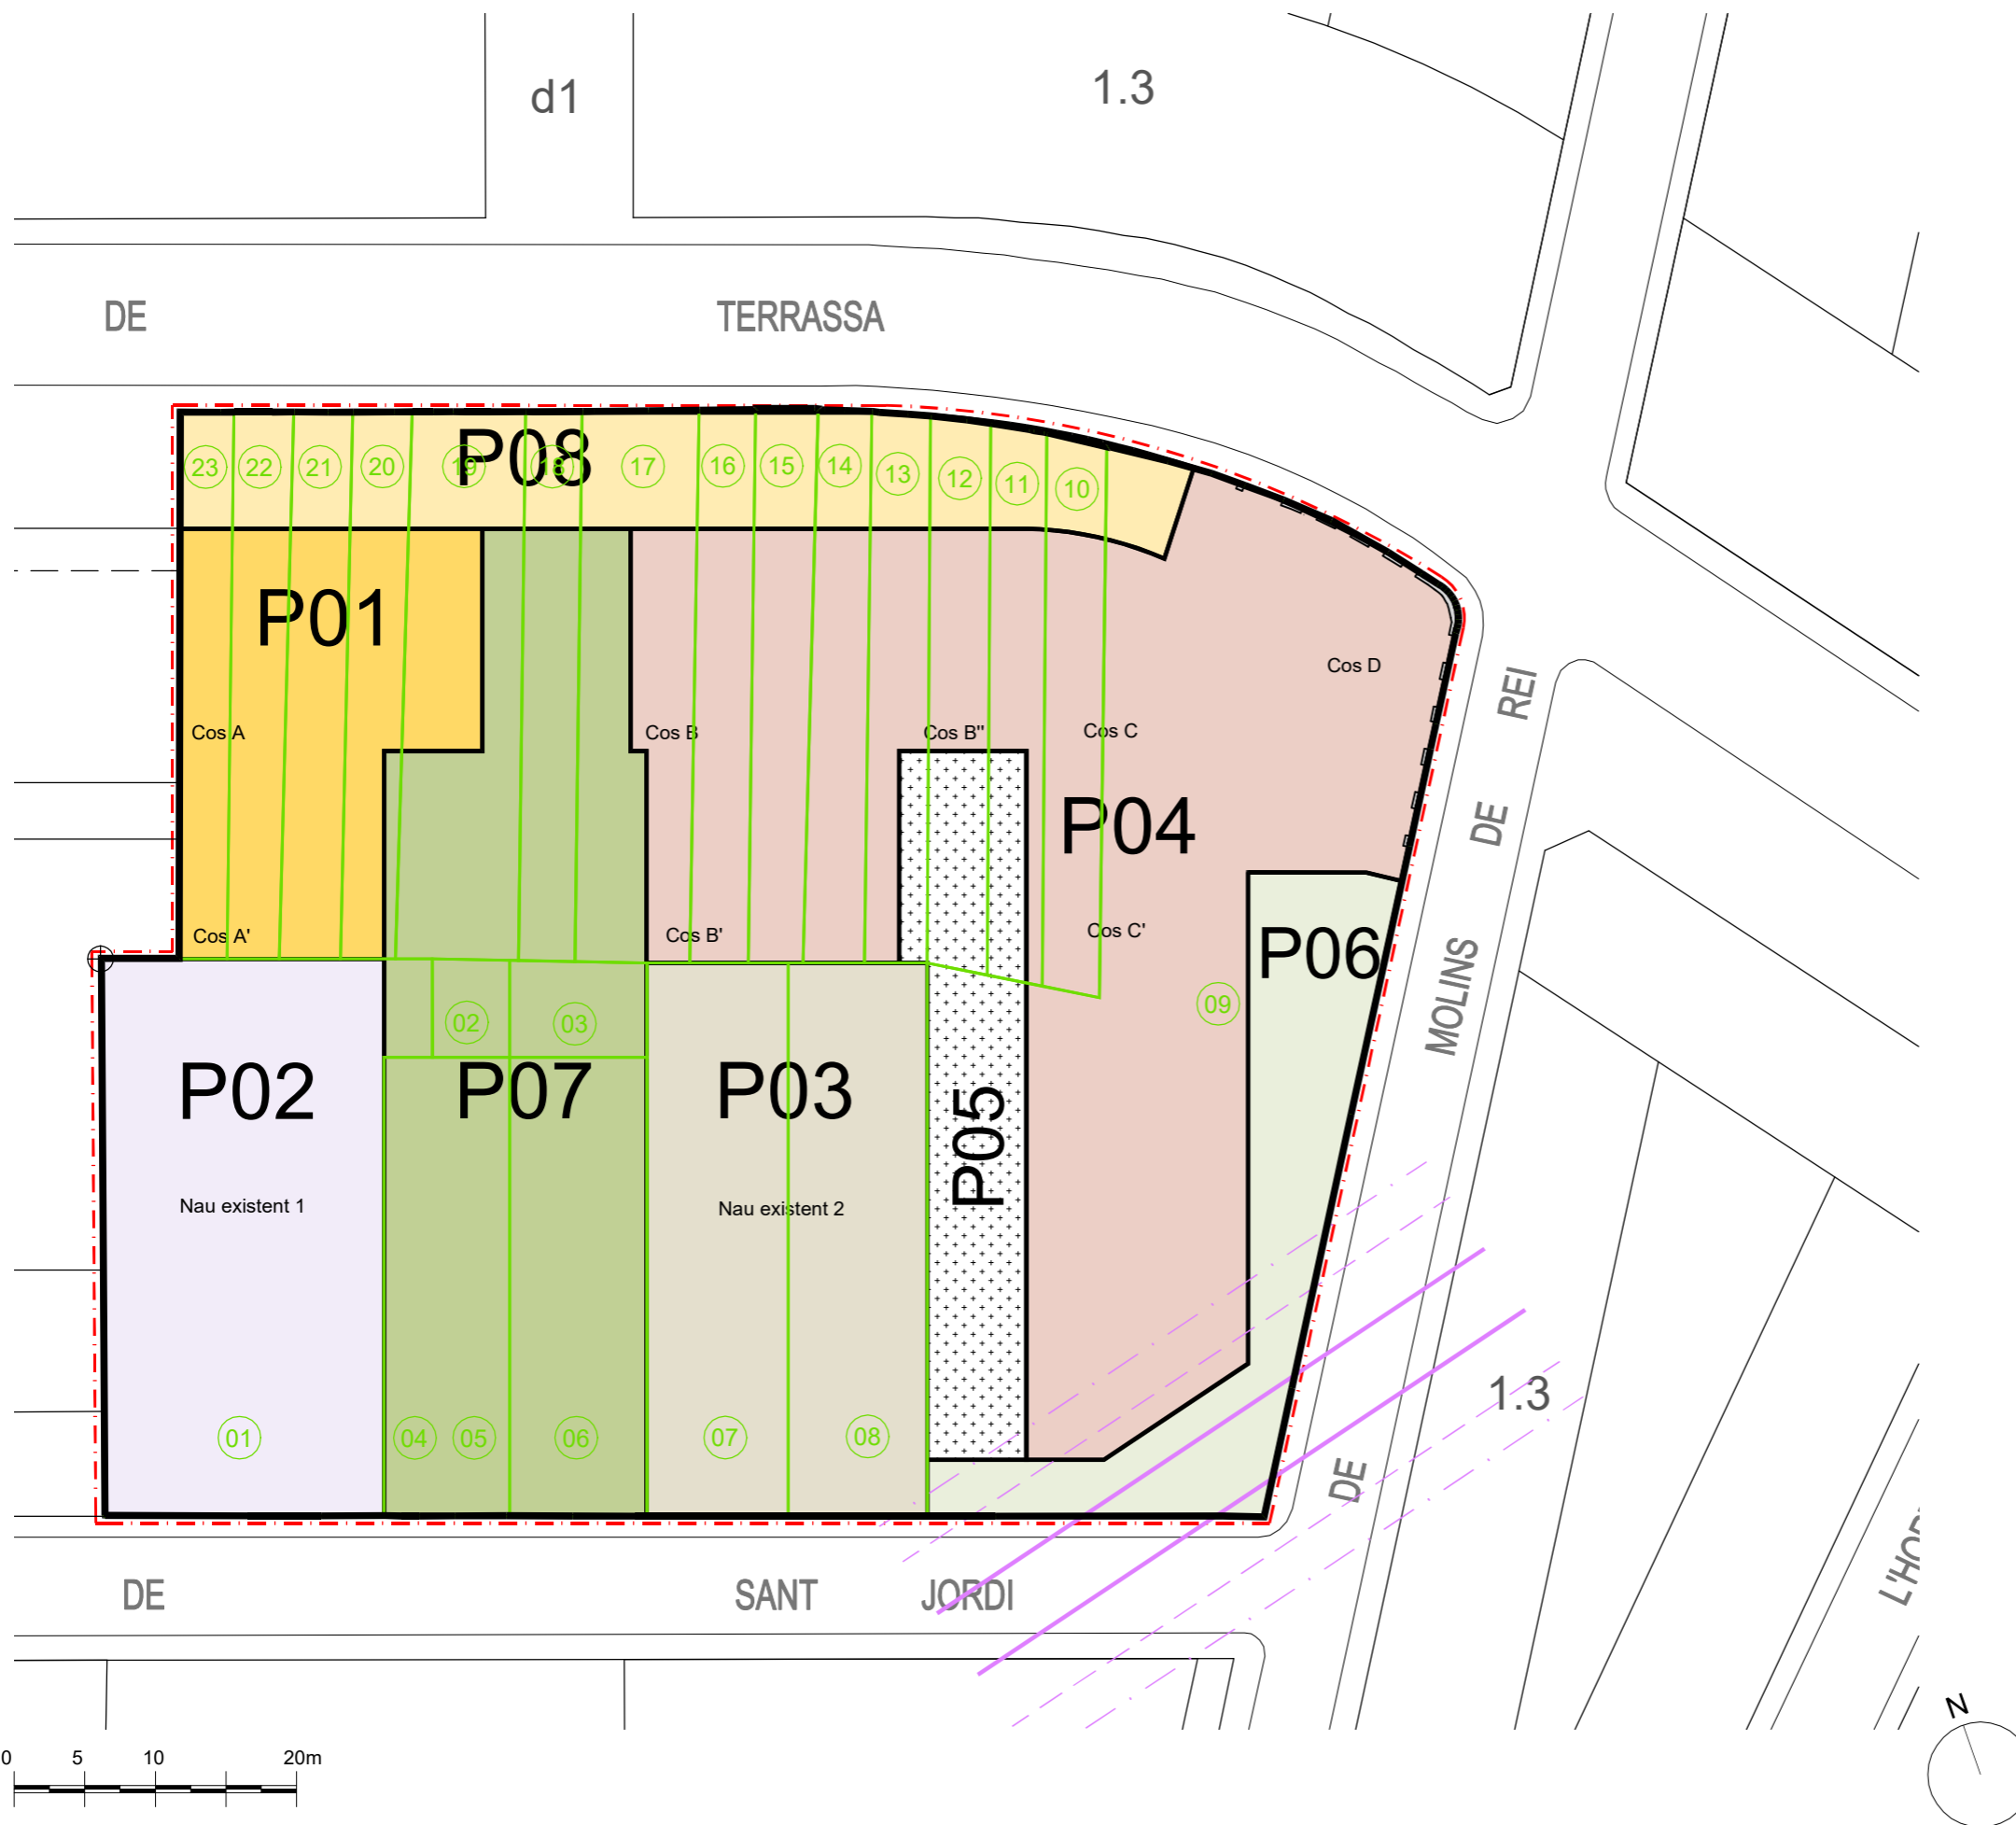 d1
1.3
DE
TERRASSA
P08
23
22
21
20
19
18
17
16
15
14
13
12
11
10
P01
Cos D
REI
Cos A
Cos B
Cos B"
Cos C
P04
DE
Cos A'
Cos B'
Cos C'
P06
MOLINS
09
02
03
P02
P07
P03
P05
Nau existent 1
Nau existent 2
1.3
01
04
05
06
07
08
DE
DE
SANT
JORDI
N
0
5
10
20m